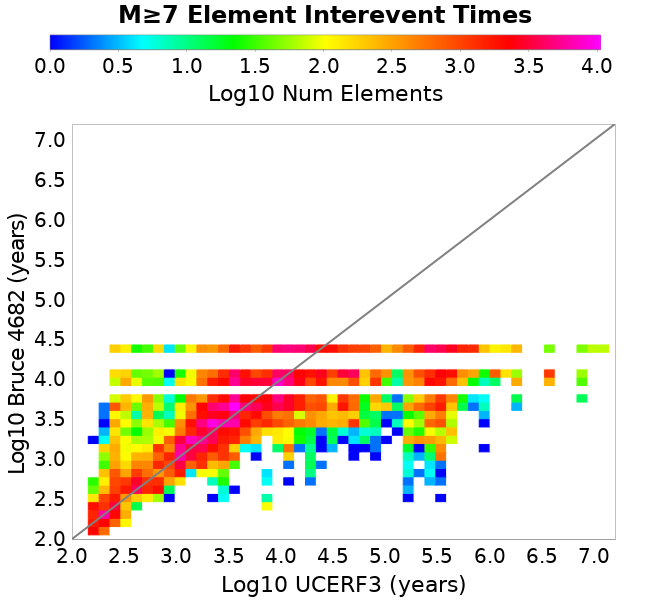 M≥7 Element Interevent Times
0.0 0.5 1.0 1.5 2.0 2.5 3.0 3.5 4.0
Log10 Num Elements
7.0
6.5
6.0
5.5
5.0
4.5
4.0
3.5
3.0
2.5
2.0
Log10 Bruce 4682 (years)
2.0 2.5 3.0 3.5 4.0 4.5 5.0 5.5 6.0 6.5 7.0
Log10 UCERF3 (years)